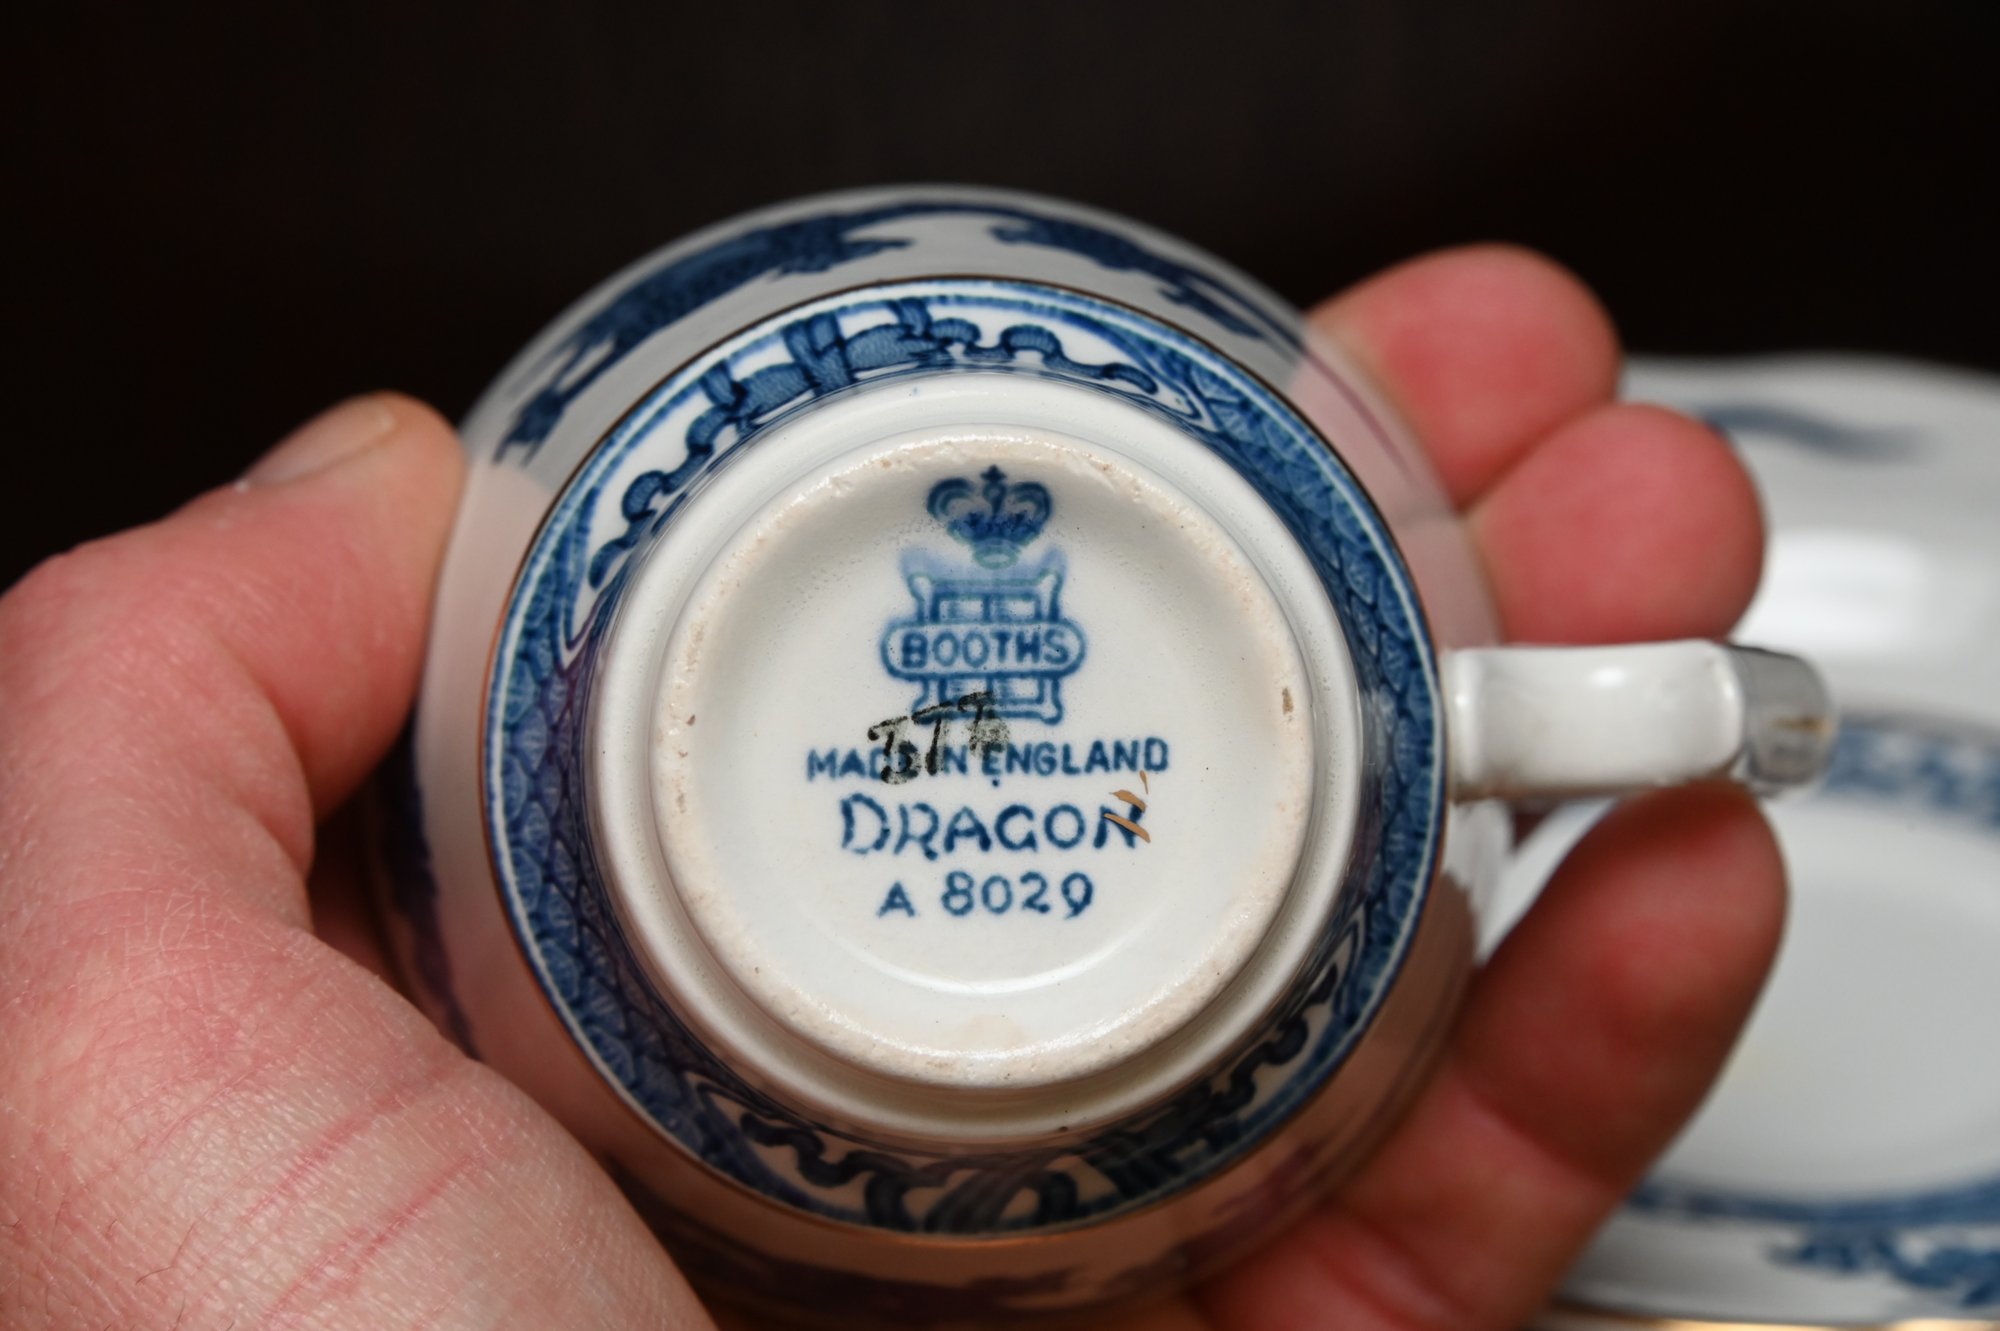 BOOTHS
MADE IN ENGLAND
DRAGON
A 8029